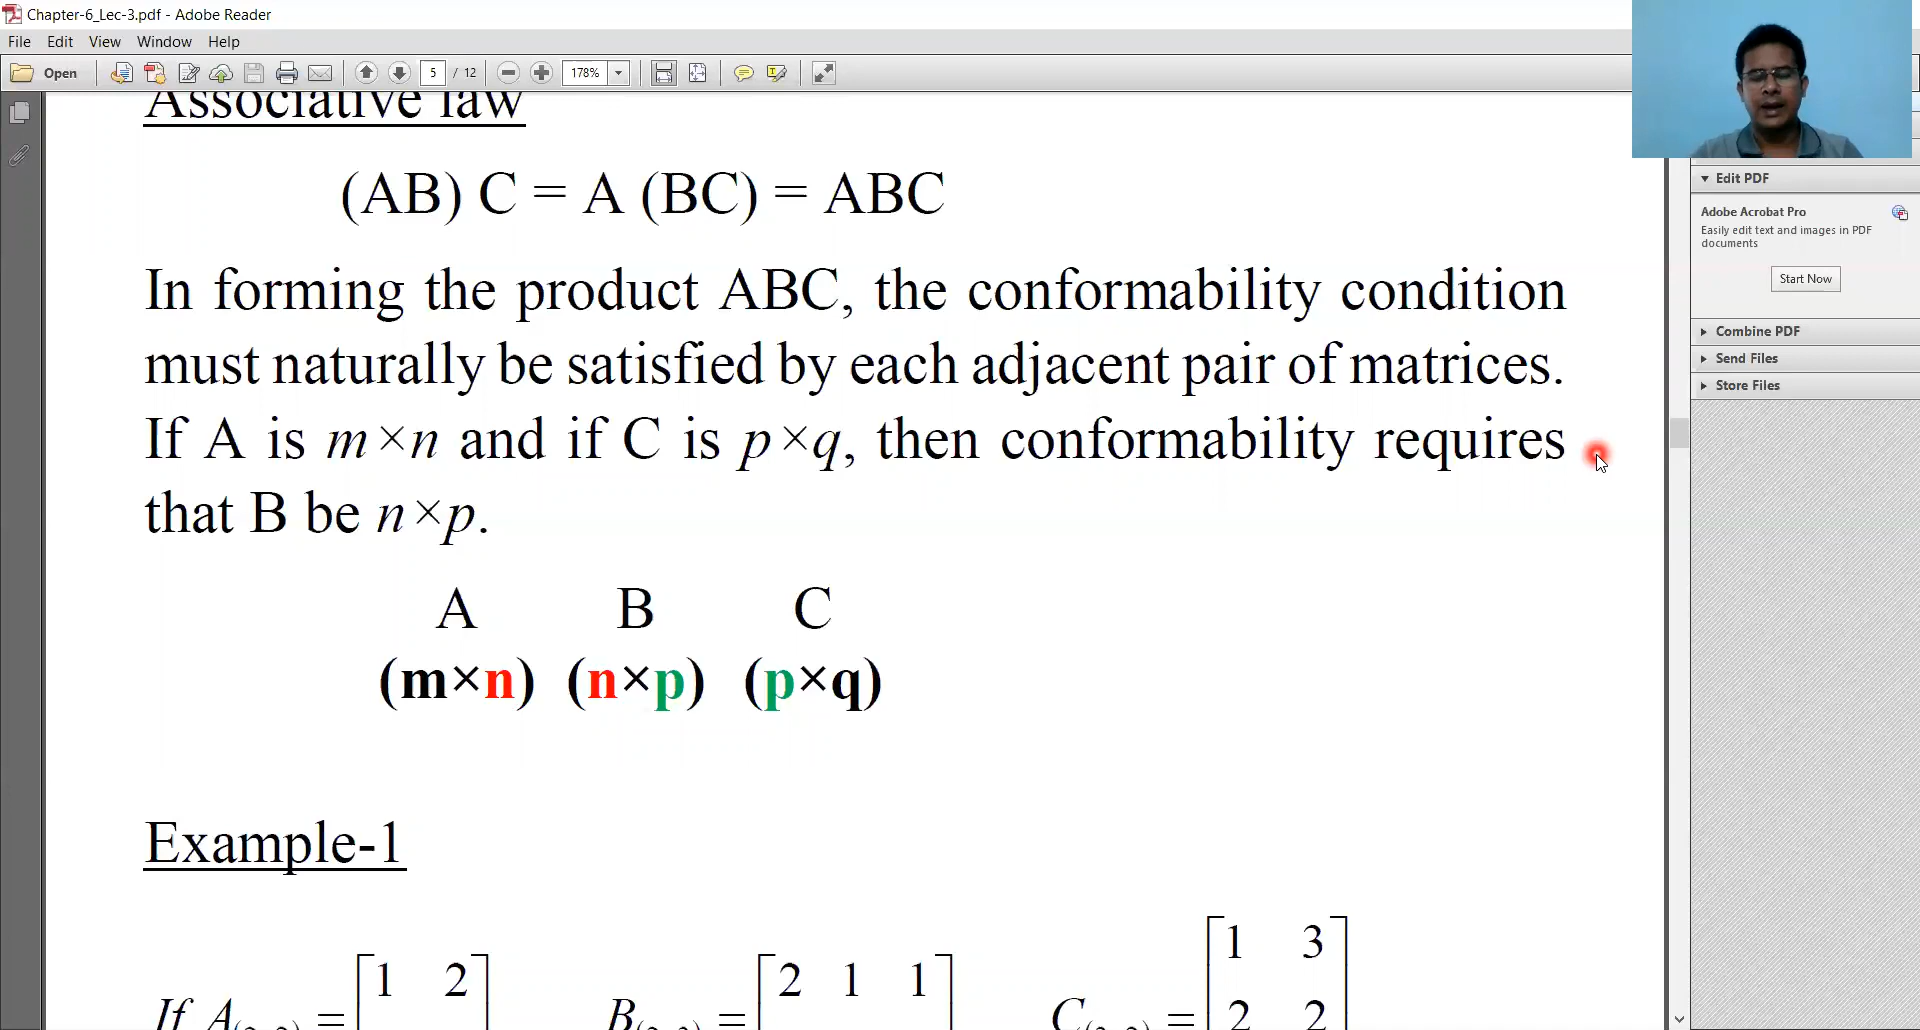 Chapter-6_Lec-3.pdf - Adobe Reader
File Edit View Window Help
Open 5 / 12 178%
Associative law
(AB) C = A (BC) = ABC
In forming the product ABC, the conformability condition
must naturally be satisfied by each adjacent pair of matrices.
If A is m×n and if C is p×q, then conformability requires
that B be n×p.
A B C
(m×n) (n×p) (p×q)
Example-1
1 3
1 2 2 1 1
If A = B = C = 2 2
Edit PDF
Adobe Acrobat Pro
Easily edit text and images in PDF
documents
Start Now
Combine PDF
Send Files
Store Files